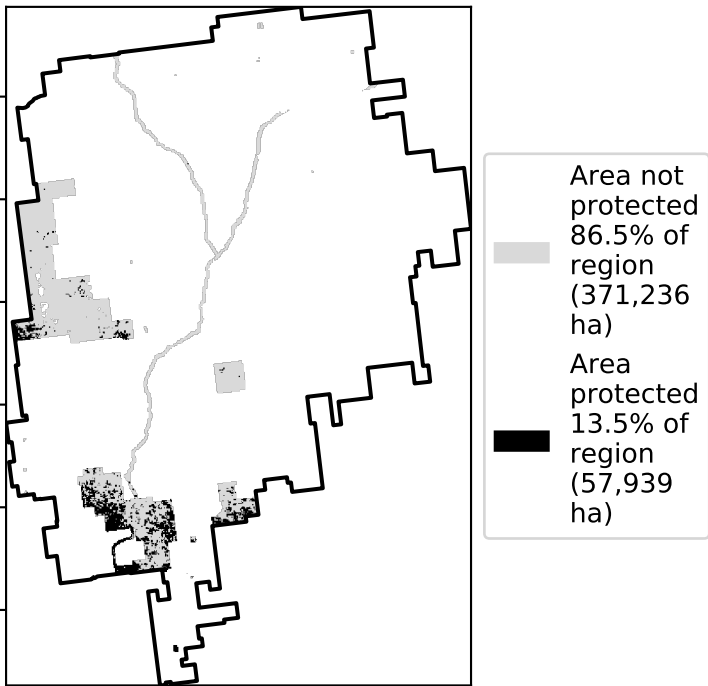 Area not
protected
86.5% of
region
(371,236
ha)
Area
protected
13.5% of
region
(57,939
ha)